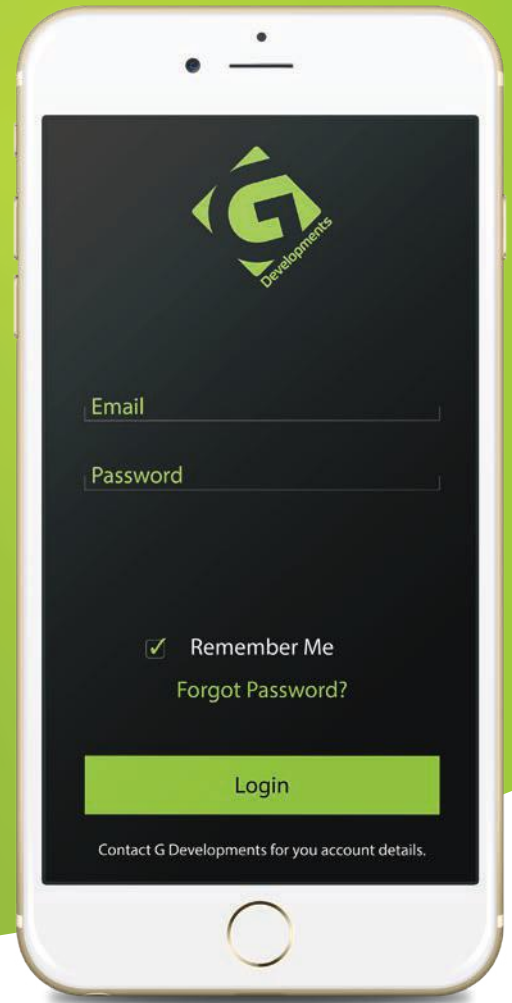 G
Developments
Email
Password
Remember Me
Forgot Password?
Login
Contact G Developments for you account details.